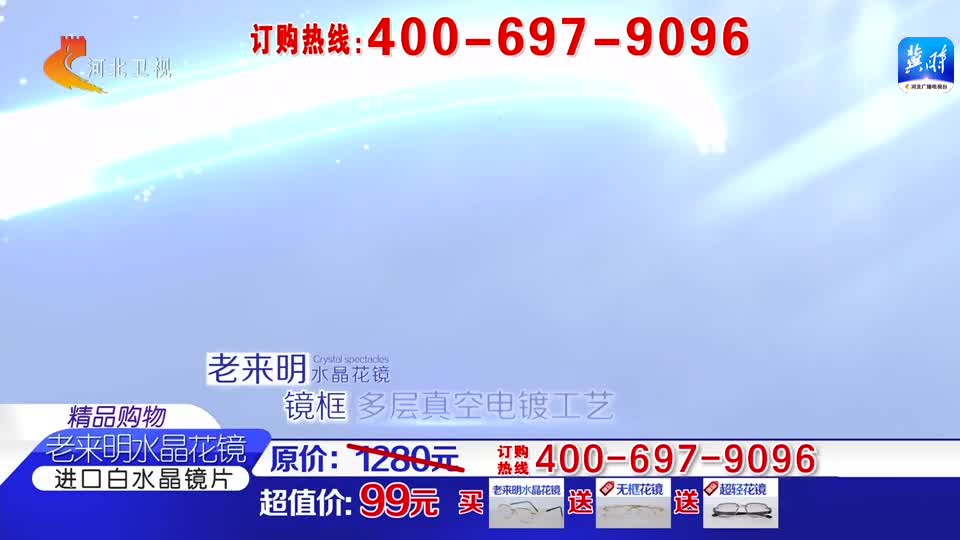 订购热线:400-697-9096
河北卫视
冀时
河北广播电视台
老来明 Crystal spectacles
水晶花镜
镜框 多层真空电镀工艺
精品购物
老来明水晶花镜
进口白水晶镜片
原价: 1280元
订购热线 400-697-9096
超值价: 99元 买 老来明水晶花镜 送 无框花镜 送 超轻花镜